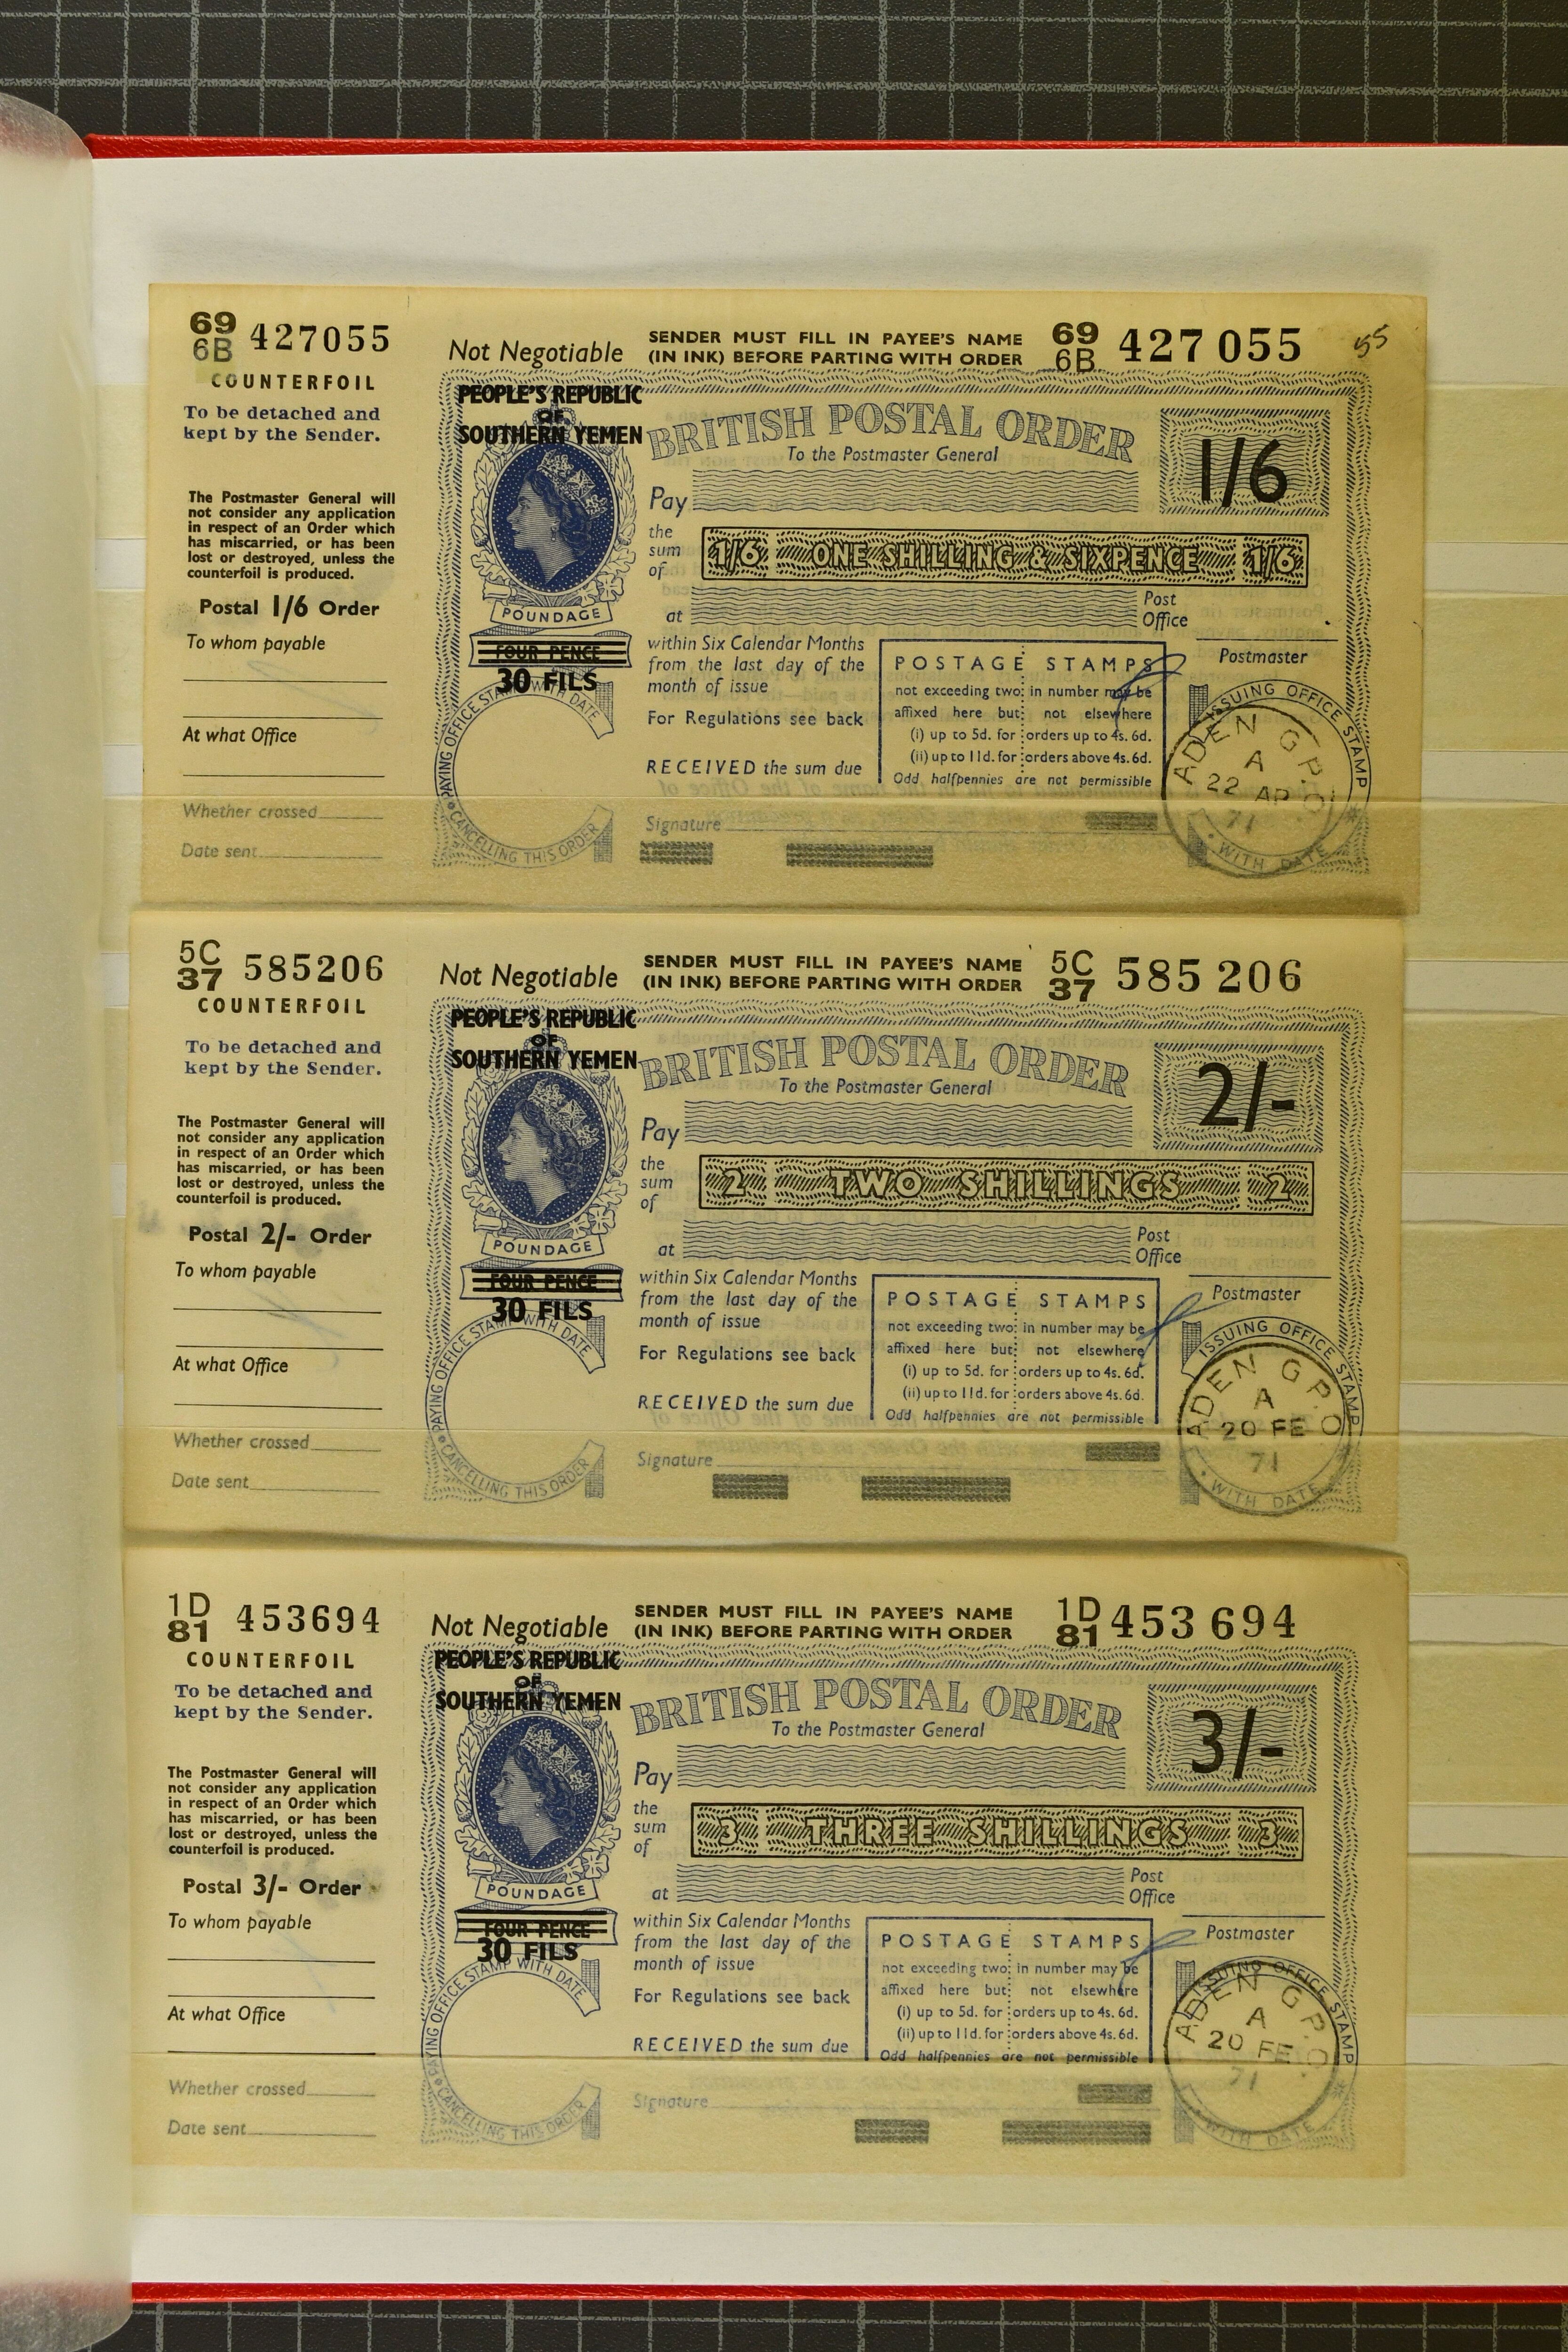 69
6B 427055
COUNTERFOIL
To be detached and
kept by the Sender.
The Postmaster General will
not consider any application
in respect of an Order which
has miscarried, or has been
lost or destroyed, unless the
counterfoil is produced.
Postal 1/6 Order
To whom payable
At what Office
Whether crossed
Date sent
Not Negotiable
SENDER MUST FILL IN PAYEE'S NAME
(IN INK) BEFORE PARTING WITH ORDER
69
6B 427 055
55
PEOPLE'S REPUBLIC
OF
SOUTHERN YEMEN
BRITISH POSTAL ORDER
To the Postmaster General
1/6
Pay
the
sum
of
1/6 ONE SHILLING & SIXPENCE 1/6
at
Post
Office
POUNDAGE
FOUR PENCE
30 FILS
PAYING OFFICE STAMP WITH DATE
CANCELLING THIS ORDER
within Six Calendar Months
from the last day of the
month of issue
For Regulations see back
RECEIVED the sum due
Signature
POSTAGE STAMPS
not exceeding two in number may be
affixed here but not elsewhere
(i) up to 5d. for orders up to 4s. 6d.
(ii) up to 11d. for orders above 4s. 6d.
Odd halfpennies are not permissible
Postmaster
ISSUING OFFICE STAMP
WITH DATE
ADEN G.P.O.
A
22 AP
71
5C
37 585206
COUNTERFOIL
To be detached and
kept by the Sender.
The Postmaster General will
not consider any application
in respect of an Order which
has miscarried, or has been
lost or destroyed, unless the
counterfoil is produced.
Postal 2/- Order
To whom payable
At what Office
Whether crossed
Date sent
Not Negotiable
SENDER MUST FILL IN PAYEE'S NAME
(IN INK) BEFORE PARTING WITH ORDER
5C
37 585 206
PEOPLE'S REPUBLIC
OF
SOUTHERN YEMEN
BRITISH POSTAL ORDER
To the Postmaster General
2/-
Pay
the
sum
of
2 TWO SHILLINGS 2
at
Post
Office
POUNDAGE
FOUR PENCE
30 FILS
PAYING OFFICE STAMP WITH DATE
CANCELLING THIS ORDER
within Six Calendar Months
from the last day of the
month of issue
For Regulations see back
RECEIVED the sum due
Signature
POSTAGE STAMPS
not exceeding two in number may be
affixed here but not elsewhere
(i) up to 5d. for orders up to 4s. 6d.
(ii) up to 11d. for orders above 4s. 6d.
Odd halfpennies are not permissible
Postmaster
ISSUING OFFICE STAMP
WITH DATE
ADEN G.P.O
A
20 FE
71
1D
81 453694
COUNTERFOIL
To be detached and
kept by the Sender.
The Postmaster General will
not consider any application
in respect of an Order which
has miscarried, or has been
lost or destroyed, unless the
counterfoil is produced.
Postal 3/- Order
To whom payable
At what Office
Whether crossed
Date sent
Not Negotiable
SENDER MUST FILL IN PAYEE'S NAME
(IN INK) BEFORE PARTING WITH ORDER
1D
81 453 694
PEOPLE'S REPUBLIC
OF
SOUTHERN YEMEN
BRITISH POSTAL ORDER
To the Postmaster General
3/-
Pay
the
sum
of
3 THREE SHILLINGS 3
at
Post
Office
POUNDAGE
FOUR PENCE
30 FILS
PAYING OFFICE STAMP WITH DATE
CANCELLING THIS ORDER
within Six Calendar Months
from the last day of the
month of issue
For Regulations see back
RECEIVED the sum due
Signature
POSTAGE STAMPS
not exceeding two in number may be
affixed here but not elsewhere
(i) up to 5d. for orders up to 4s. 6d.
(ii) up to 11d. for orders above 4s. 6d.
Odd halfpennies are not permissible
Postmaster
ISSUING OFFICE STAMP
WITH DATE
ADEN G.P.O.
A
20 FE
71